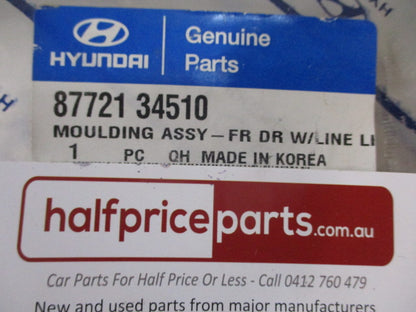 HYUNDAI
Genuine
Parts
87721 34510
MOULDING ASSY-FR DR W/LINE LH
1 PC QH MADE IN KOREA
halfpriceparts.com.au
Car Parts For Half Price Or Less - Call 0412 760 479
New and used parts from major manufacturers